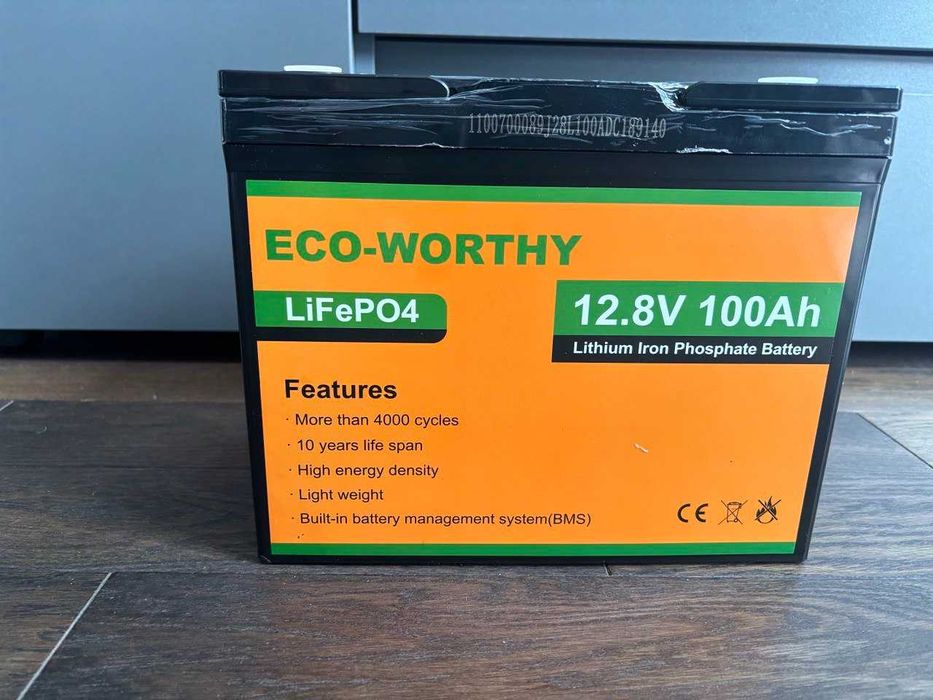 1100700089J28L100ADC189140
ECO-WORTHY
LiFePO4
12.8V 100Ah
Lithium Iron Phosphate Battery
Features
· More than 4000 cycles
· 10 years life span
· High energy density
· Light weight
· Built-in battery management system(BMS)
CE